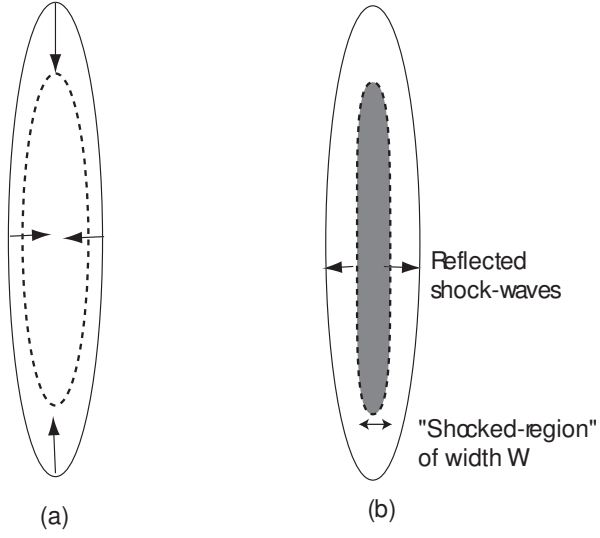 Reflected
shock-waves
"Shocked-region"
of width W
(a)
(b)